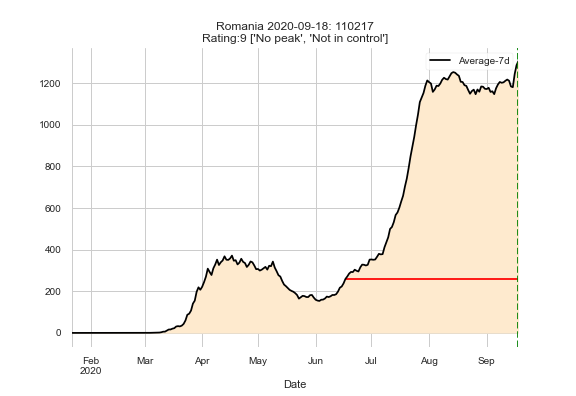 Romania 2020-09-18: 110217
Rating:9 ['No peak', 'Not in control']
Average-7d
1200
1000
800
600
400
200
0
Feb Mar Apr May Jun Jul Aug Sep
2020
Date